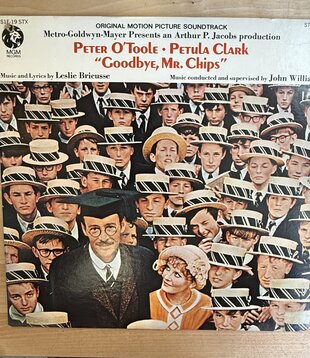 S1E-19 STX
ORIGINAL MOTION PICTURE SOUNDTRACK
MGM
RECORDS
Metro-Goldwyn-Mayer Presents an Arthur P. Jacobs production
PETER O'TOOLE • PETULA CLARK
"GOODBYE, MR. CHIPS"
Music and Lyrics by Leslie Bricusse
Music conducted and supervised by John Willia